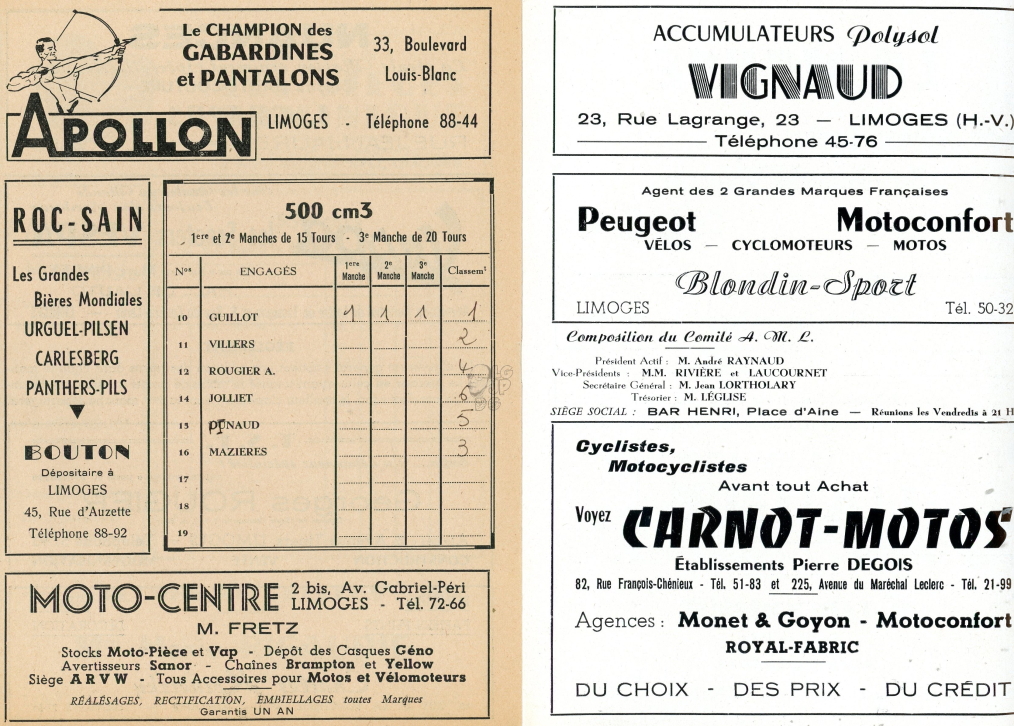 Le CHAMPION des
GABARDINES
et PANTALONS
33, Boulevard
Louis-Blanc
APOLLON
LIMOGES - Téléphone 88-44
ROC-SAIN
Les Grandes
Bières Mondiales
URGUEL-PILSEN
CARLESBERG
PANTHERS-PILS
BOUTON
Dépositaire à
LIMOGES
45, Rue d'Auzette
Téléphone 88-92
500 cm3
1ere et 2e Manches de 15 Tours - 3e Manche de 20 Tours
Nos ENGAGÉS 1ere Manche 2e Manche 3e Manche Classemt
10 GUILLOT 1 1 1 1
11 VILLERS 2
12 ROUGIER A. 4
14 JOLLIET 6
15 PINAUD 5
16 MAZIERES 3
17
18
19
MOTO-CENTRE
2 bis, Av. Gabriel-Péri
LIMOGES - Tél. 72-66
M. FRETZ
Stocks Moto-Pièce et Vap - Dépôt des Casques Géno
Avertisseurs Sanor - Chaînes Brampton et Yellow
Siège ARVW - Tous Accessoires pour Motos et Vélomoteurs
RÉALÉSAGES, RECTIFICATION, EMBIELLAGES toutes Marques
Garantis UN AN
ACCUMULATEURS Polysol
VIGNAUD
23, Rue Lagrange, 23 — LIMOGES (H.-V.)
Téléphone 45-76
Agent des 2 Grandes Marques Françaises
Peugeot Motoconfort
VÉLOS — CYCLOMOTEURS — MOTOS
Blondin-Sport
LIMOGES Tél. 50-32
Composition du Comité A. M. L.
Président Actif : M. André RAYNAUD
Vice-Présidents : M.M. RIVIÈRE et LAUCOURNET
Secrétaire Général : M. Jean LORTHOLARY
Trésorier : M. LÉGLISE
SIÈGE SOCIAL : BAR HENRI, Place d'Aine — Réunions les Vendredis à 21 H
Cyclistes,
Motocyclistes
Avant tout Achat
Voyez CARNOT-MOTOS
Établissements Pierre DEGOIS
82, Rue François-Chénieux - Tél. 51-83 et 225, Avenue du Maréchal Leclerc - Tél. 21-99
Agences : Monet & Goyon - Motoconfort
ROYAL-FABRIC
DU CHOIX - DES PRIX - DU CRÉDIT